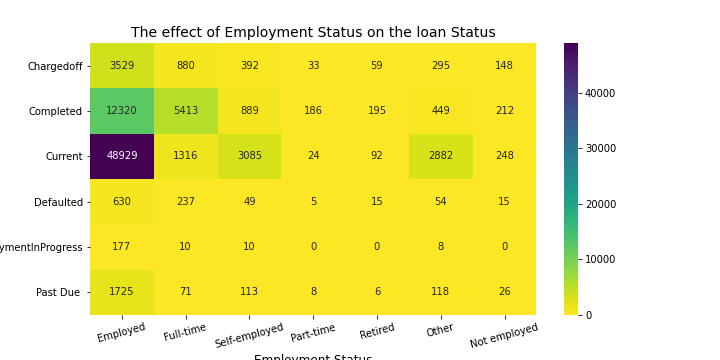 The effect of Employment Status on the loan Status
Chargedoff 3529 880 392 33 59 295 148
Completed 12320 5413 889 186 195 449 212
Current 48929 1316 3085 24 92 2882 248
Defaulted 630 237 49 5 15 54 15
ymentInProgress 177 10 10 0 0 8 0
Past Due 1725 71 113 8 6 118 26
Employed Full-time Self-employed Part-time Retired Other Not employed
Employment Status
40000
30000
20000
10000
0